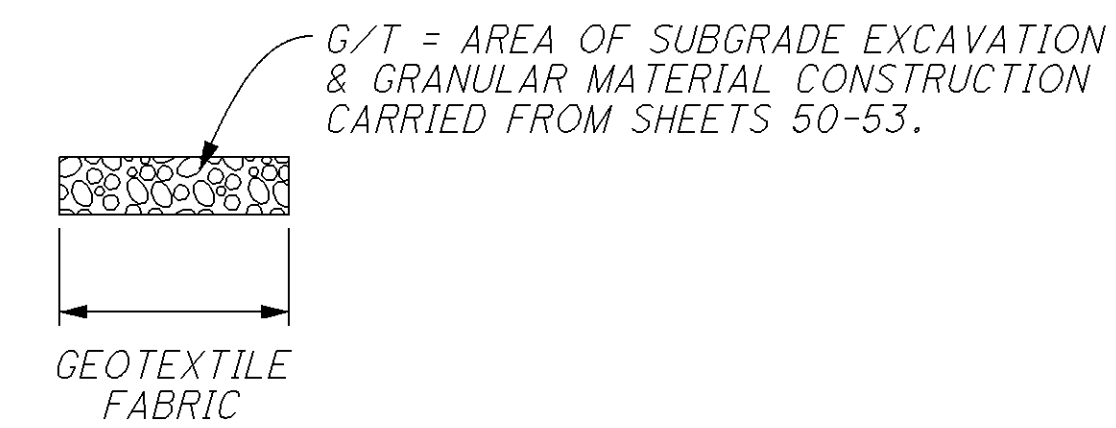 G/T = AREA OF SUBGRADE EXCAVATION
& GRANULAR MATERIAL CONSTRUCTION
CARRIED FROM SHEETS 50-53.
GEOTEXTILE
FABRIC